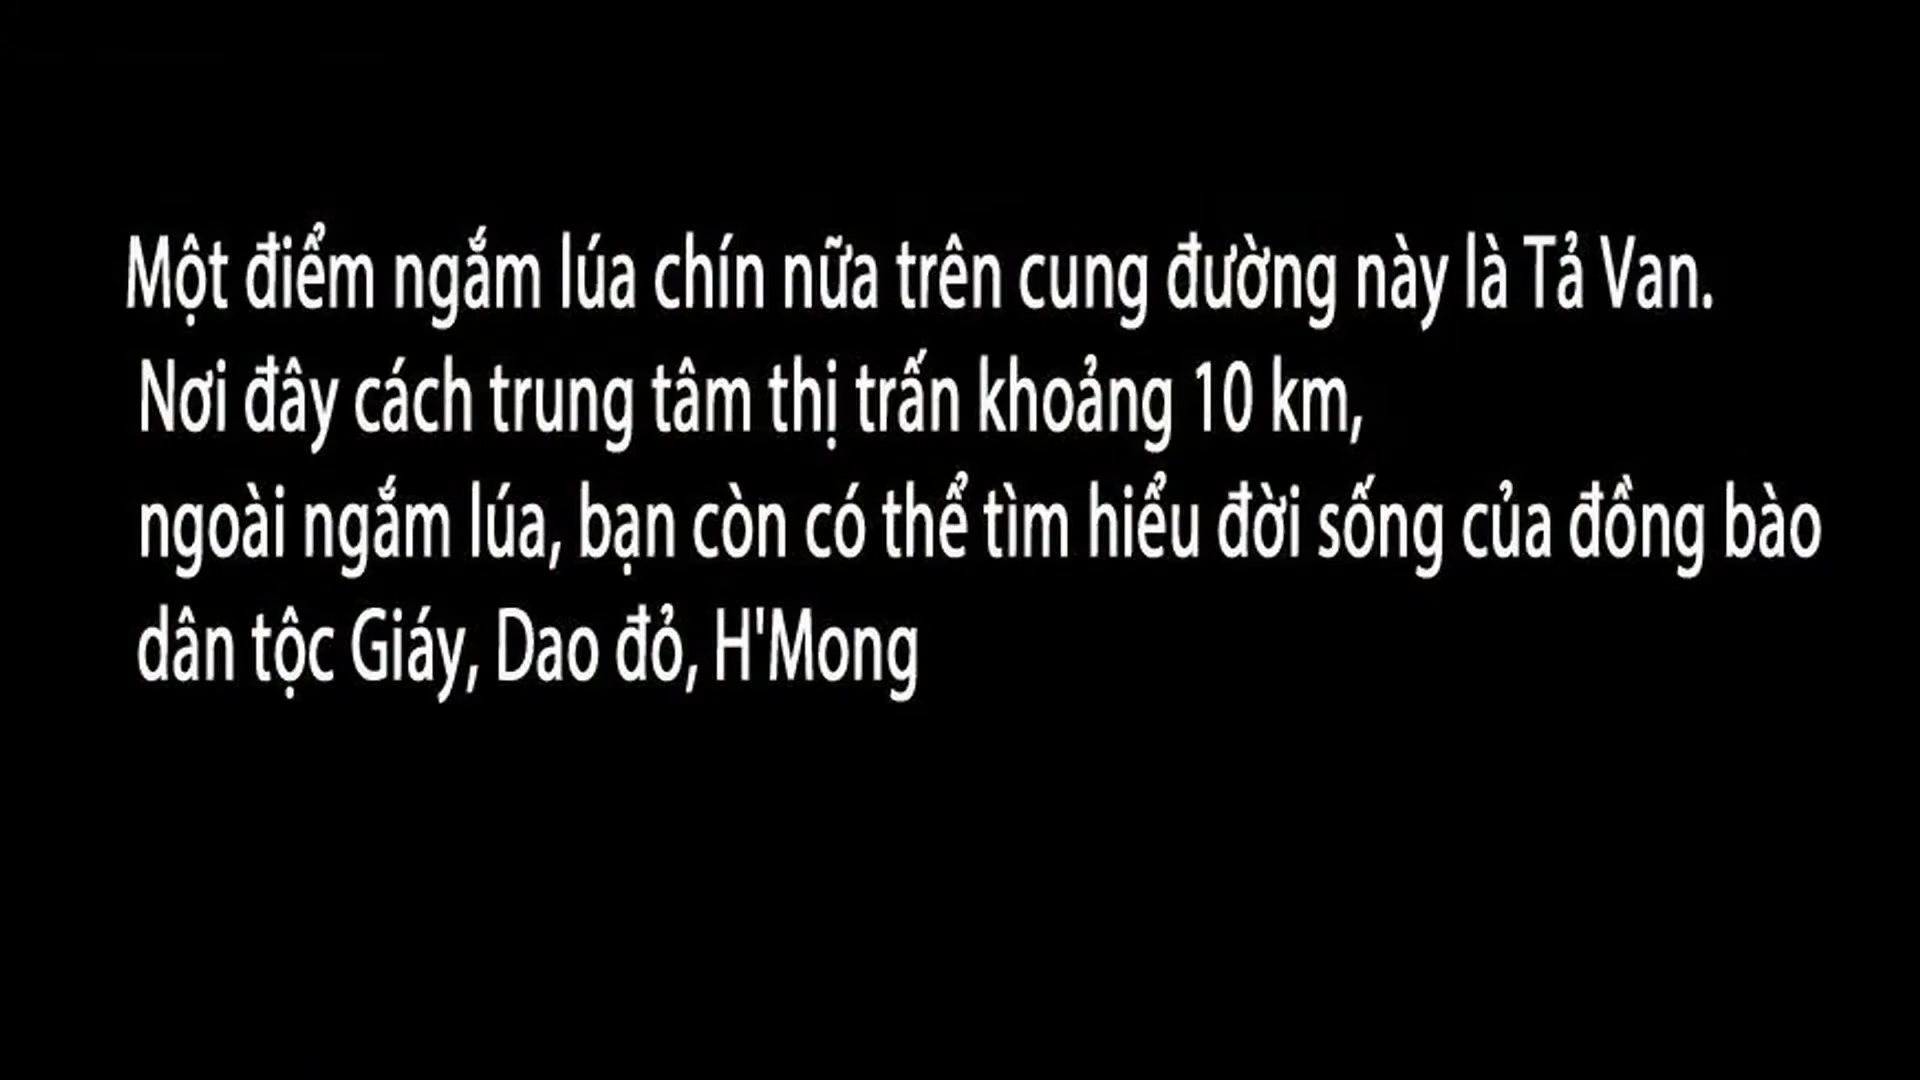 Một điểm ngắm lúa chín nữa trên cung đường này là Tả Van.
Nơi đây cách trung tâm thị trấn khoảng 10 km,
ngoài ngắm lúa, bạn còn có thể tìm hiểu đời sống của đồng bào
dân tộc Giáy, Dao đỏ, H'Mong